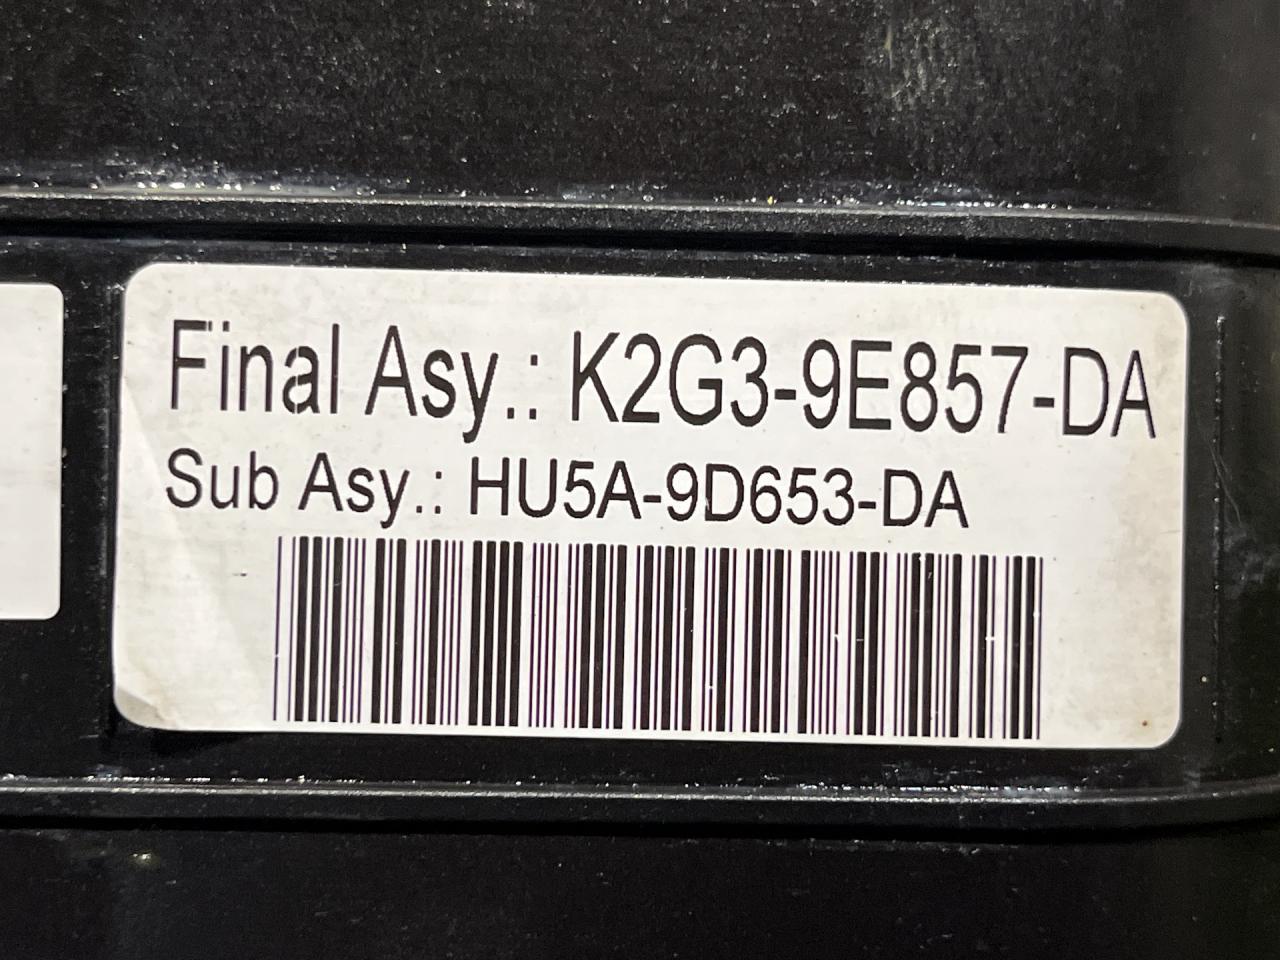 Final Asy.: K2G3-9E857-DA
Sub Asy.: HU5A-9D653-DA